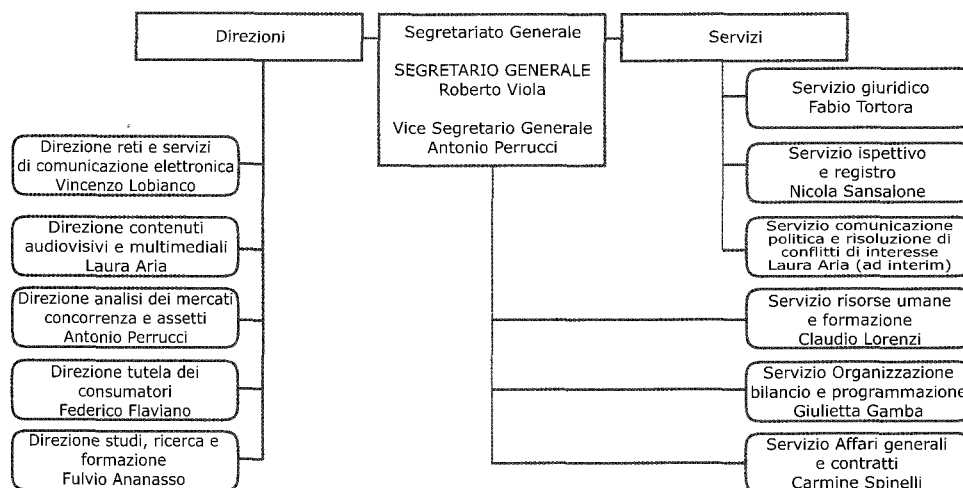 Direzioni
Segretariato Generale
SEGRETARIO GENERALE
Roberto Viola
Vice Segretario Generale
Antonio Perrucci
Servizi
Direzione reti e servizi
di comunicazione elettronica
Vincenzo Lobianco
Direzione contenuti
audiovisivi e multimediali
Laura Aria
Direzione analisi dei mercati
concorrenza e assetti
Antonio Perrucci
Direzione tutela dei
consumatori
Federico Flaviano
Direzione studi, ricerca e
formazione
Fulvio Ananasso
Servizio giuridico
Fabio Tortora
Servizio ispettivo
e registro
Nicola Sansalone
Servizio comunicazione
politica e risoluzione di
conflitti di interesse
Laura Aria (ad interim)
Servizio risorse umane
e formazione
Claudio Lorenzi
Servizio Organizzazione
bilancio e programmazione
Giulietta Gamba
Servizio Affari generali
e contratti
Carmine Spinelli